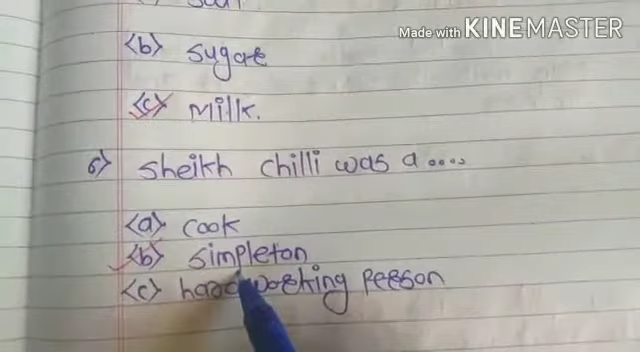 Made with KINEMASTER
(b) Sugar
(c) Milk.
6) Sheikh chilli was a....
(a) cook
(b) simpleton
(c) hardworking person